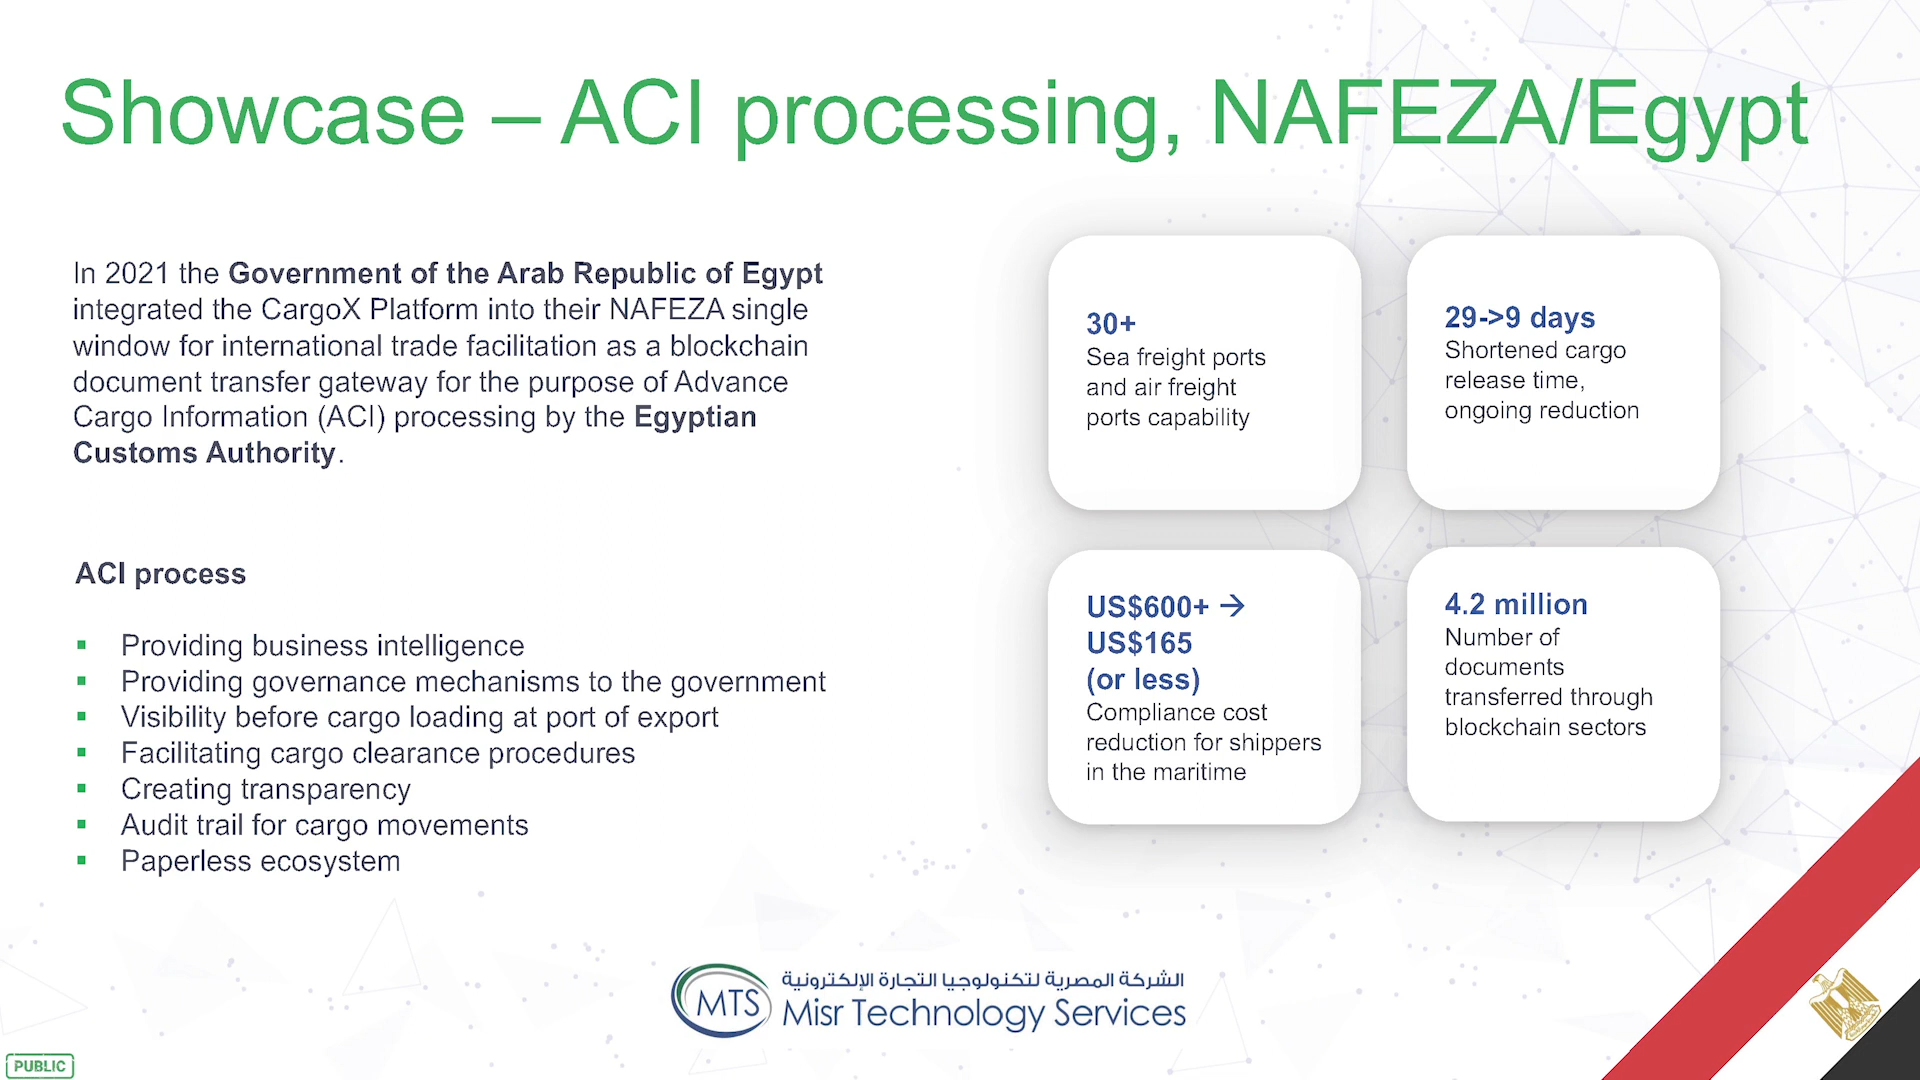 Showcase – ACI processing, NAFEZA/Egypt
In 2021 the Government of the Arab Republic of Egypt
integrated the CargoX Platform into their NAFEZA single
window for international trade facilitation as a blockchain
document transfer gateway for the purpose of Advance
Cargo Information (ACI) processing by the Egyptian
Customs Authority.
ACI process
▪ Providing business intelligence
▪ Providing governance mechanisms to the government
▪ Visibility before cargo loading at port of export
▪ Facilitating cargo clearance procedures
▪ Creating transparency
▪ Audit trail for cargo movements
▪ Paperless ecosystem
30+
Sea freight ports
and air freight
ports capability
29->9 days
Shortened cargo
release time,
ongoing reduction
US$600+ →
US$165
(or less)
Compliance cost
reduction for shippers
in the maritime
4.2 million
Number of
documents
transferred through
blockchain sectors
الشركة المصرية لتكنولوجيا التجارة الإلكترونية
MTS
Misr Technology Services
PUBLIC